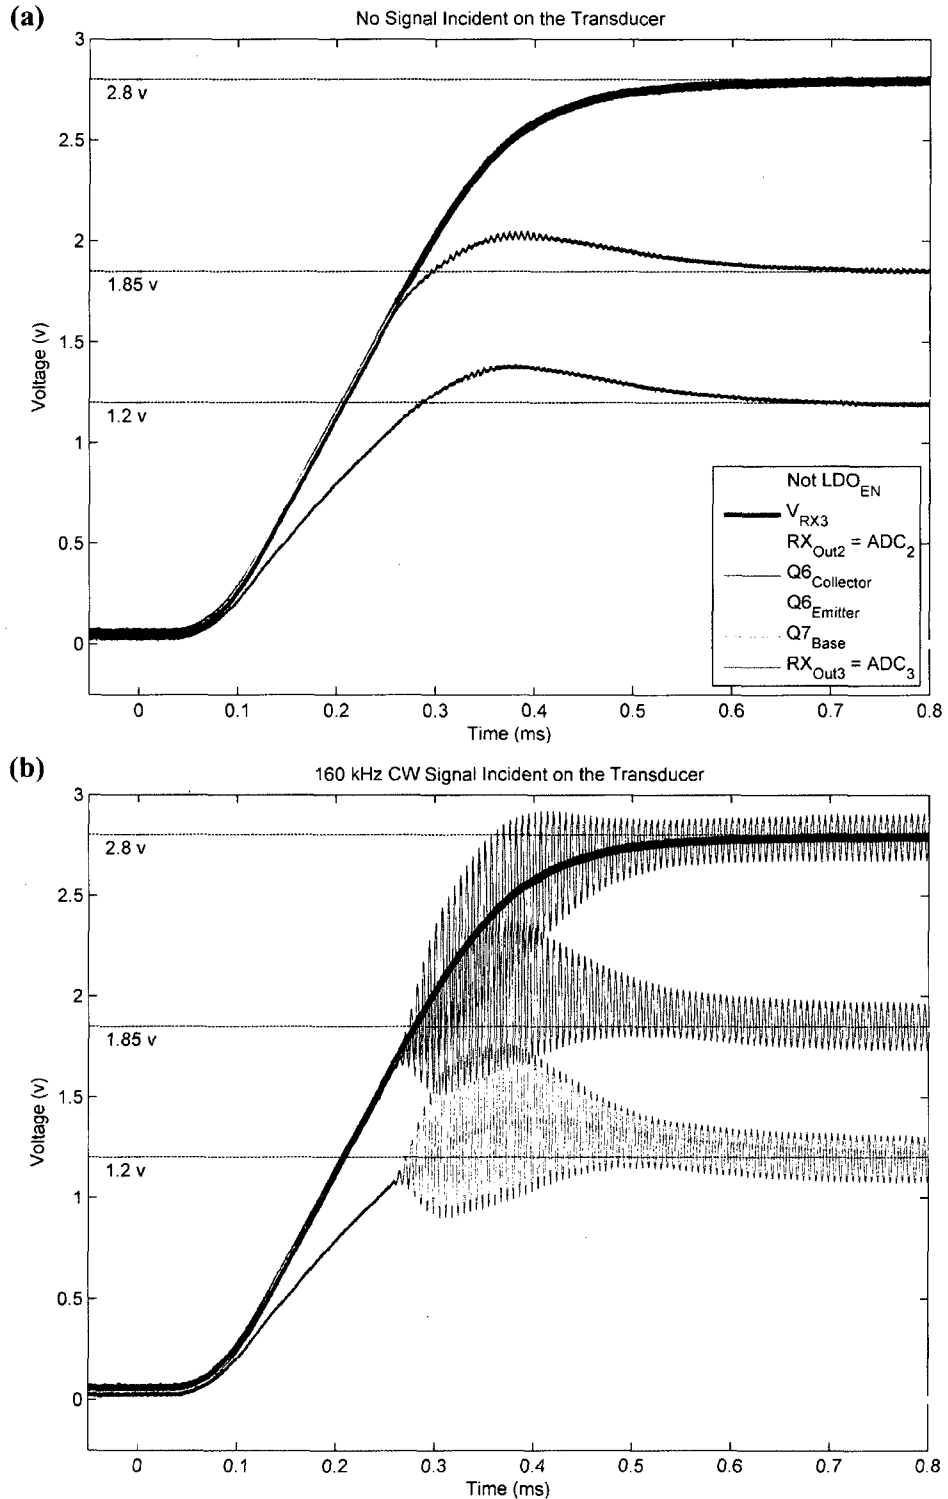 (a)
No Signal Incident on the Transducer
3
2.8 v
2.5
2
1.85 v
1.5
Voltage (v)
1.2 v
1
Not LDO_EN
V_RX3
RX_Out2 = ADC_2
0.5
Q6_Collector
Q6_Emitter
Q7_Base
0
RX_Out3 = ADC_3
0 0.1 0.2 0.3 0.4 0.5 0.6 0.7 0.8
Time (ms)
(b)
160 kHz CW Signal Incident on the Transducer
3
2.8 v
2.5
2
1.85 v
1.5
Voltage (v)
1.2 v
1
0.5
0
0 0.1 0.2 0.3 0.4 0.5 0.6 0.7 0.8
Time (ms)